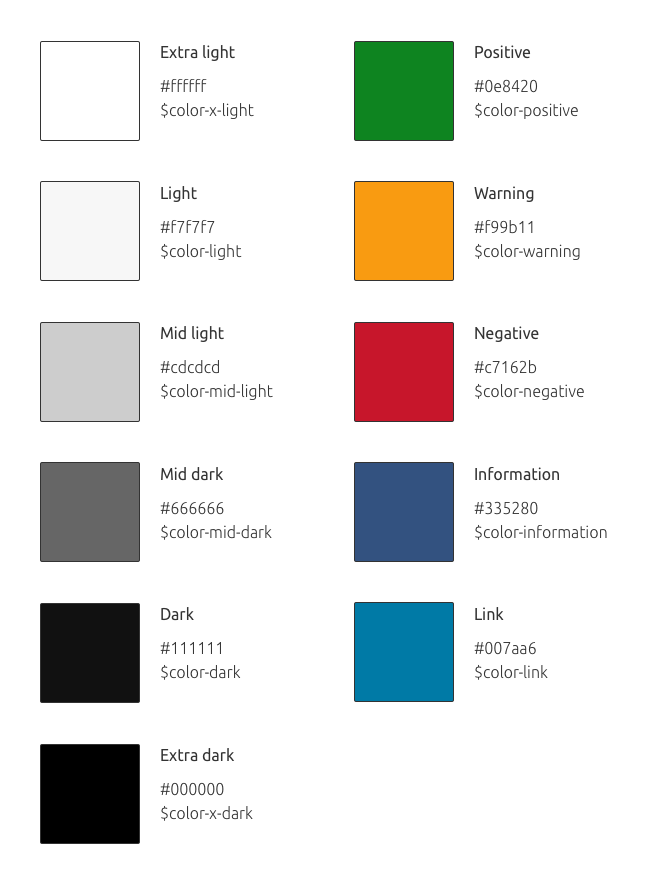 Extra light
#ffffff
$color-x-light
Light
#f7f7f7
$color-light
Mid light
#cdcdcd
$color-mid-light
Mid dark
#666666
$color-mid-dark
Dark
#111111
$color-dark
Extra dark
#000000
$color-x-dark
Positive
#0e8420
$color-positive
Warning
#f99b11
$color-warning
Negative
#c7162b
$color-negative
Information
#335280
$color-information
Link
#007aa6
$color-link